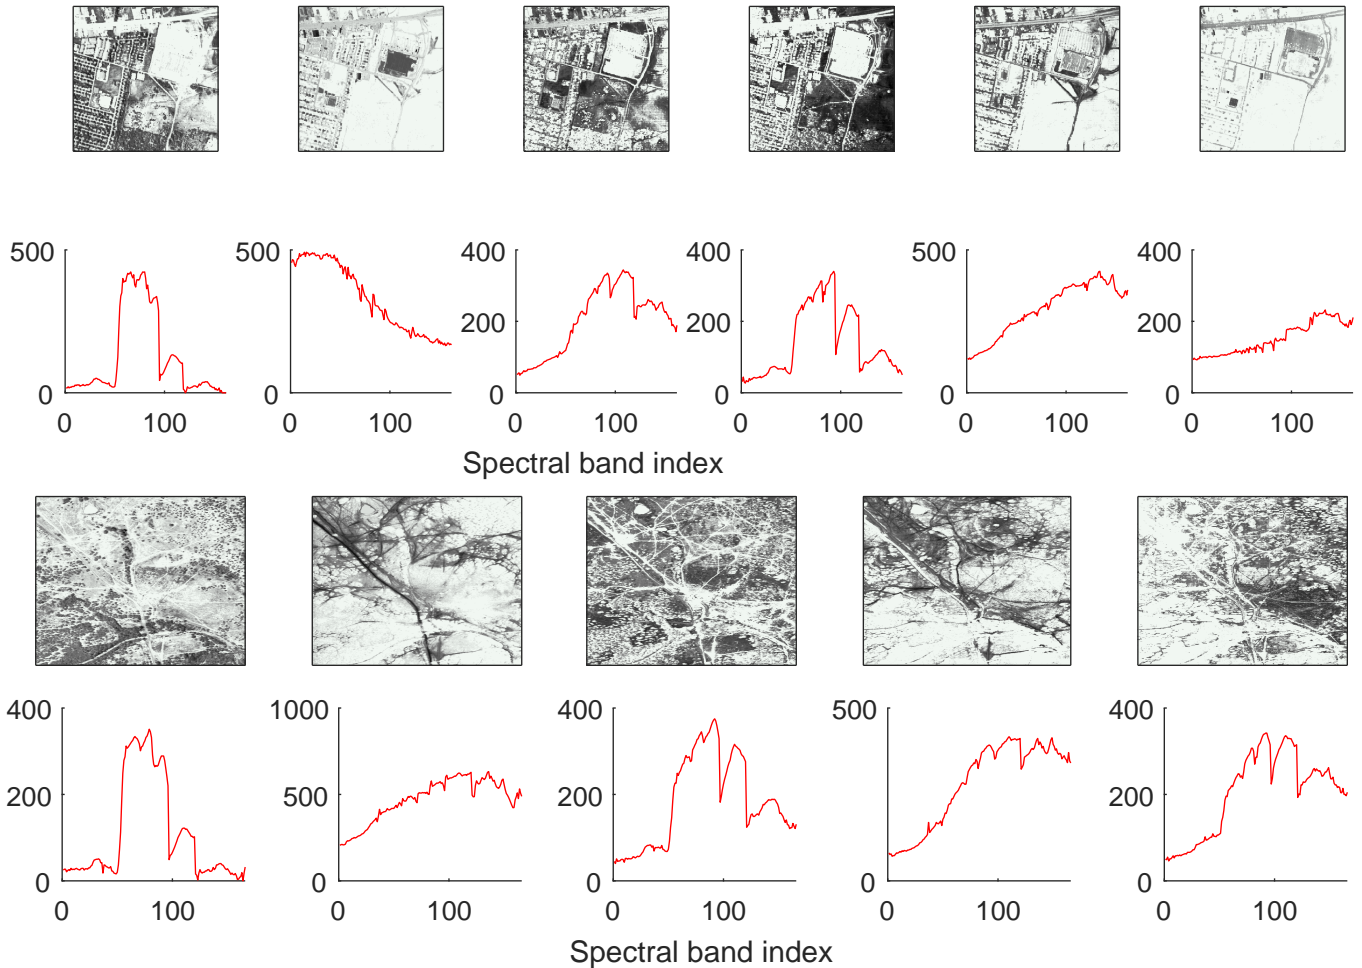 500 500 400 400 500 400
200 200 200
0 0 0 0 0 0
0 100 0 100 0 100 0 100 0 100 0 100
Spectral band index
400 1000 400 500 400
200 500 200 200
0 0 0 0 0
0 100 0 100 0 100 0 100 0 100
Spectral band index